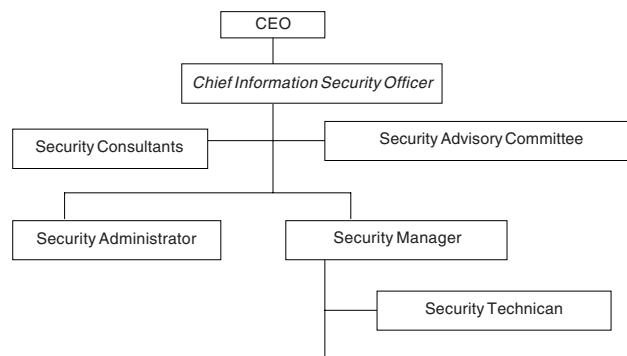 CEO
Chief Information Security Officer
Security Consultants
Security Advisory Committee
Security Administrator
Security Manager
Security Technican